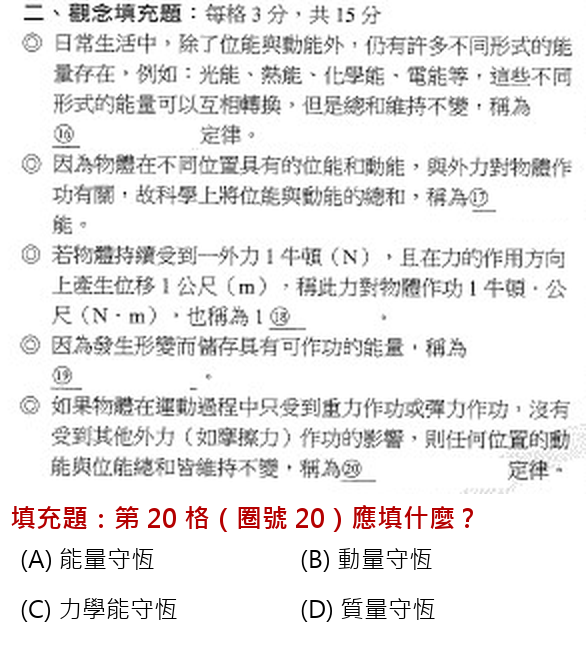 二、觀念填充題：每格 3 分，共 15 分
◎ 日常生活中，除了位能與動能外，仍有許多不同形式的能
量存在，例如：光能、熱能、化學能、電能等，這些不同
形式的能量可以互相轉換，但是總和維持不變，稱為
⑯ 定律。
◎ 因為物體在不同位置具有的位能和動能，與外力對物體作
功有關，故科學上將位能與動能的總和，稱為⑰
能。
◎ 若物體持續受到一外力 1 牛頓（N），且在力的作用方向
上產生位移 1 公尺（m），稱此力對物體作功 1 牛頓．公
尺（N．m），也稱為 1 ⑱ 。
◎ 因為發生形變而儲存具有可作功的能量，稱為
⑲ 。
◎ 如果物體在運動過程中只受到重力作功或彈力作功，沒有
受到其他外力（如摩擦力）作功的影響，則任何位置的動
能與位能總和皆維持不變，稱為⑳ 定律。
填充題：第 20 格（圈號 20）應填什麼？
(A) 能量守恆 (B) 動量守恆
(C) 力學能守恆 (D) 質量守恆